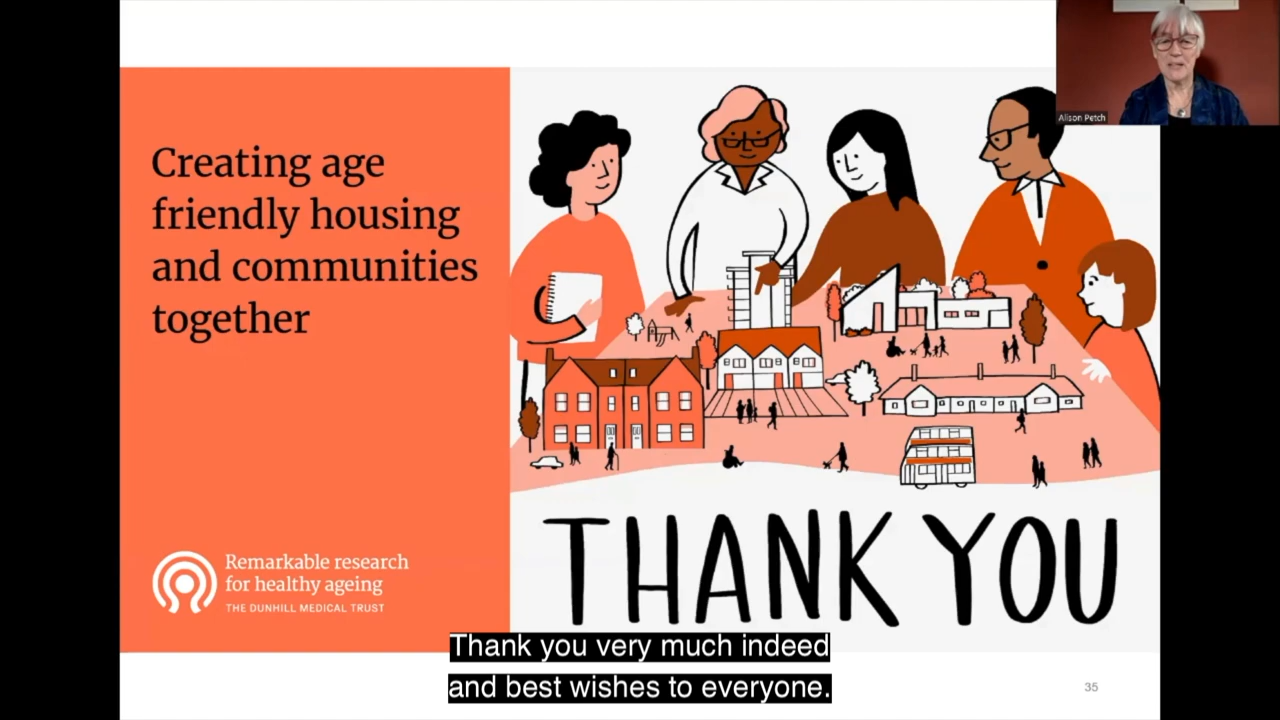 Creating age
friendly housing
and communities
together
Remarkable research
for healthy ageing
THE DUNHILL MEDICAL TRUST
Alison Petch
THANK YOU
Thank you very much indeed
and best wishes to everyone.
35